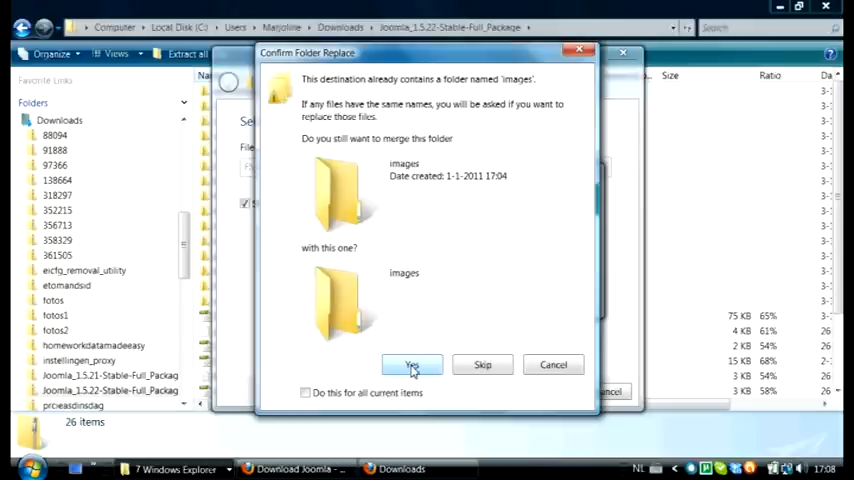 Computer ▸ Local Disk (C:) ▸ Users ▸ Marjoline ▸ Downloads ▸ Joomla_1.5.22-Stable-Full_Package
Search
Organize
Views
Extract all
Favorite Links
Folders
Size
Ratio
Downloads
88094
91888
97366
138664
318297
352215
356713
358329
361505
eicfg_removal_utility
etomandsid
fotos
fotos1
fotos2
homeworkdatamadeeasy
instellingen_proxy
Joomla_1.5.21-Stable-Full_Packag
Joomla_1.5.22-Stable-Full_Packag
Confirm Folder Replace
This destination already contains a folder named 'images'.
If any files have the same names, you will be asked if you want to
replace those files.
Do you still want to merge this folder
images
Date created: 1-1-2011 17:04
with this one?
images
Yes
Skip
Cancel
Do this for all current items
75 KB 65%
4 KB 61%
2 KB 54%
15 KB 68%
3 KB 54%
3 KB 58%
26 items
7 Windows Explorer
Download Joomla - ...
Downloads
NL
17:08